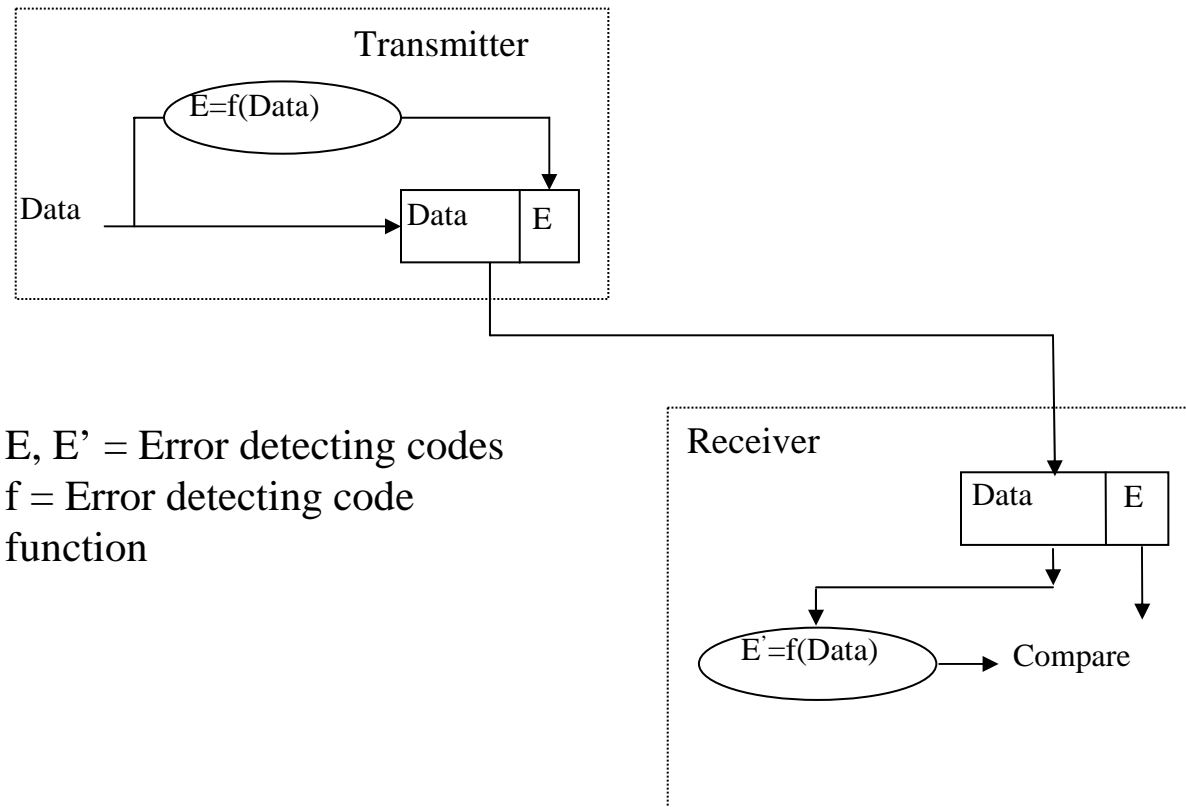 Transmitter
E=f(Data)
Data
Data
E
E, E’ = Error detecting codes
f = Error detecting code
function
Receiver
Data
E
E’=f(Data)
Compare